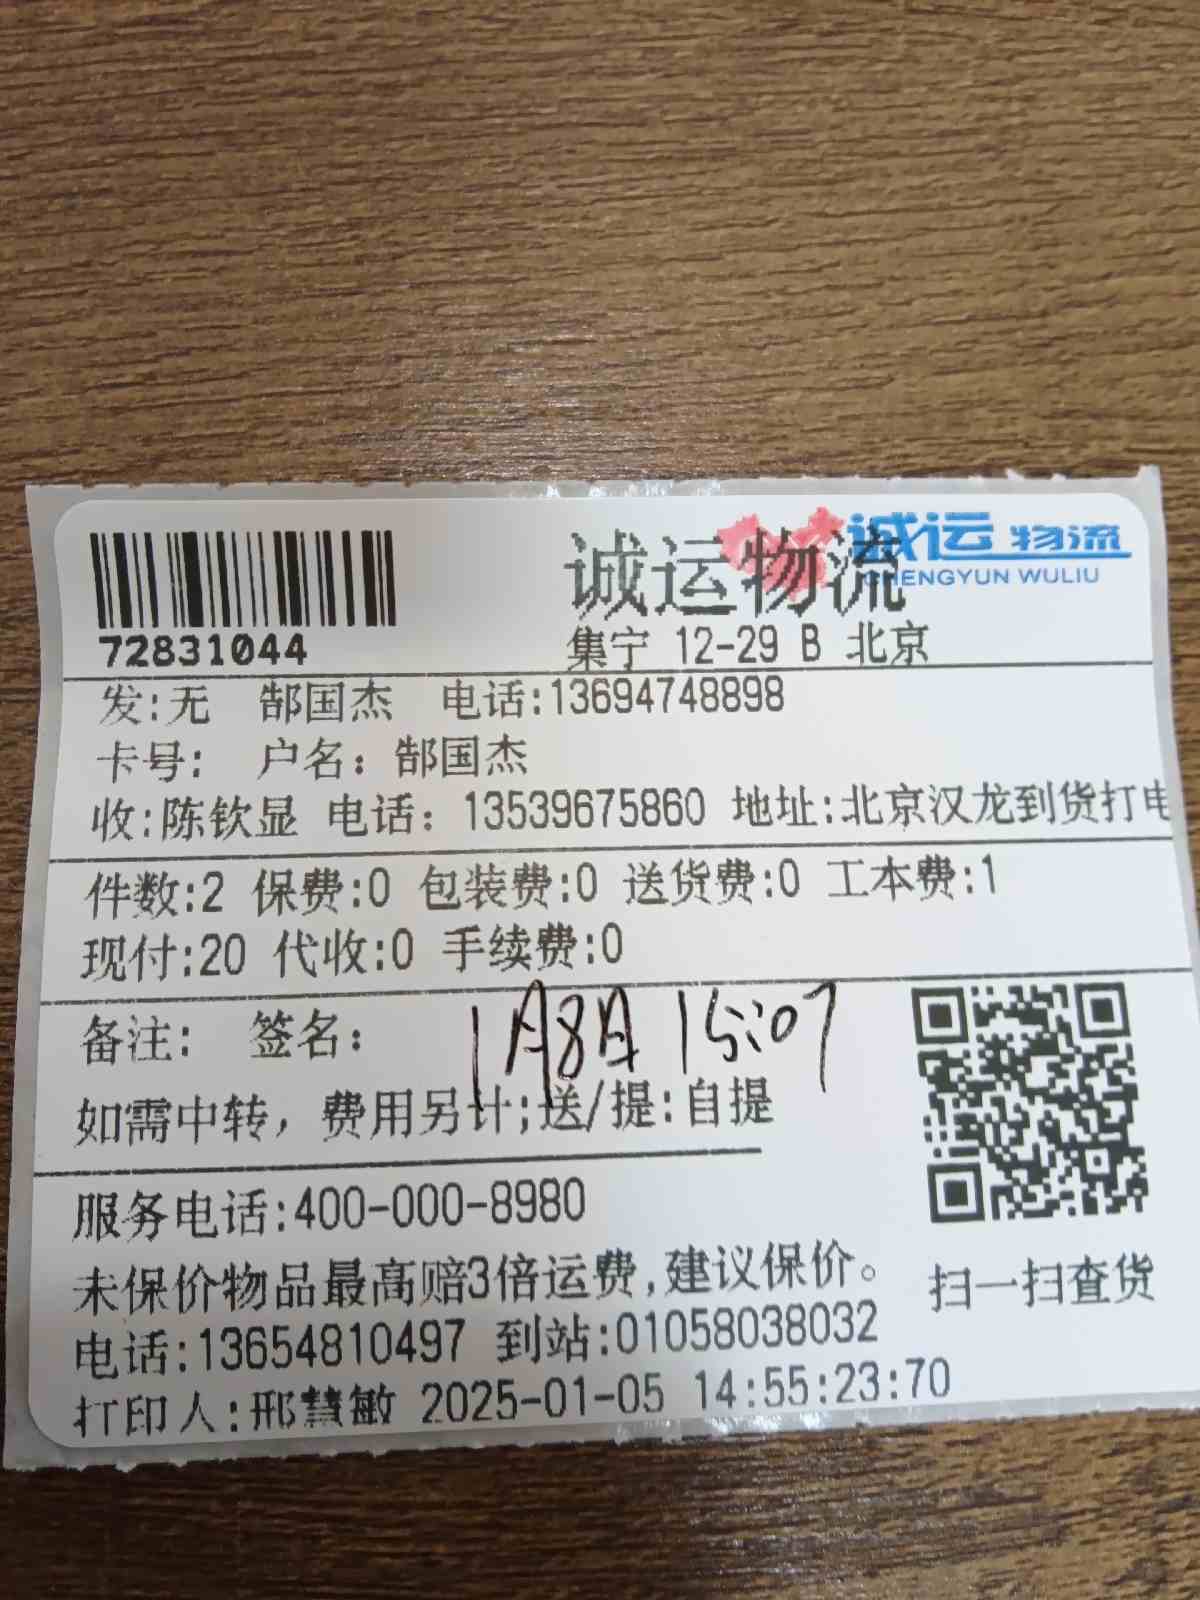 诚运物流
CHENGYUN WULIU
72831044
诚运物流
集宁 12-29 B 北京
发:无 郜国杰 电话:13694748898
卡号: 户名: 郜国杰
收:陈钦显 电话: 13539675860 地址:北京汉龙到货打电
件数:2 保费:0 包装费:0 送货费:0 工本费:1
现付:20 代收:0 手续费:0
备注: 签名: 1月8日 15:07
如需中转, 费用另计;送/提:自提
服务电话:400-000-8980
未保价物品最高赔3倍运费,建议保价。
扫一扫查货
电话:13654810497 到站:01058038032
打印人:邢慧敏 2025-01-05 14:55:23:70